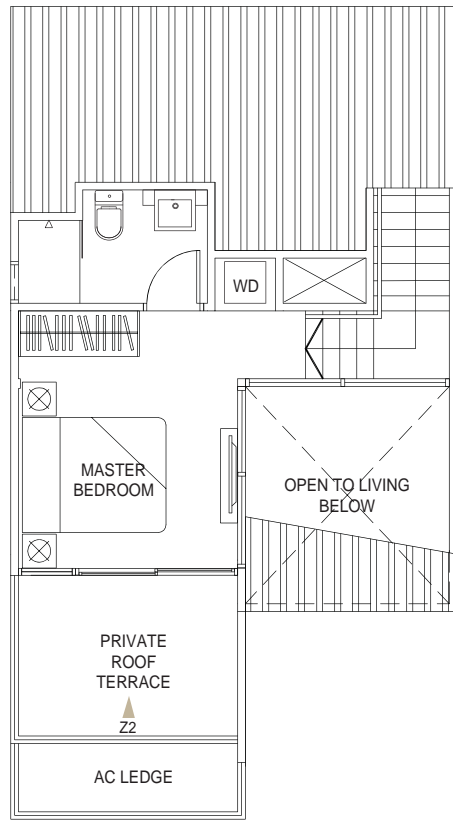 WD
MASTER
BEDROOM
OPEN TO LIVING
BELOW
PRIVATE
ROOF
TERRACE
Z2
AC LEDGE